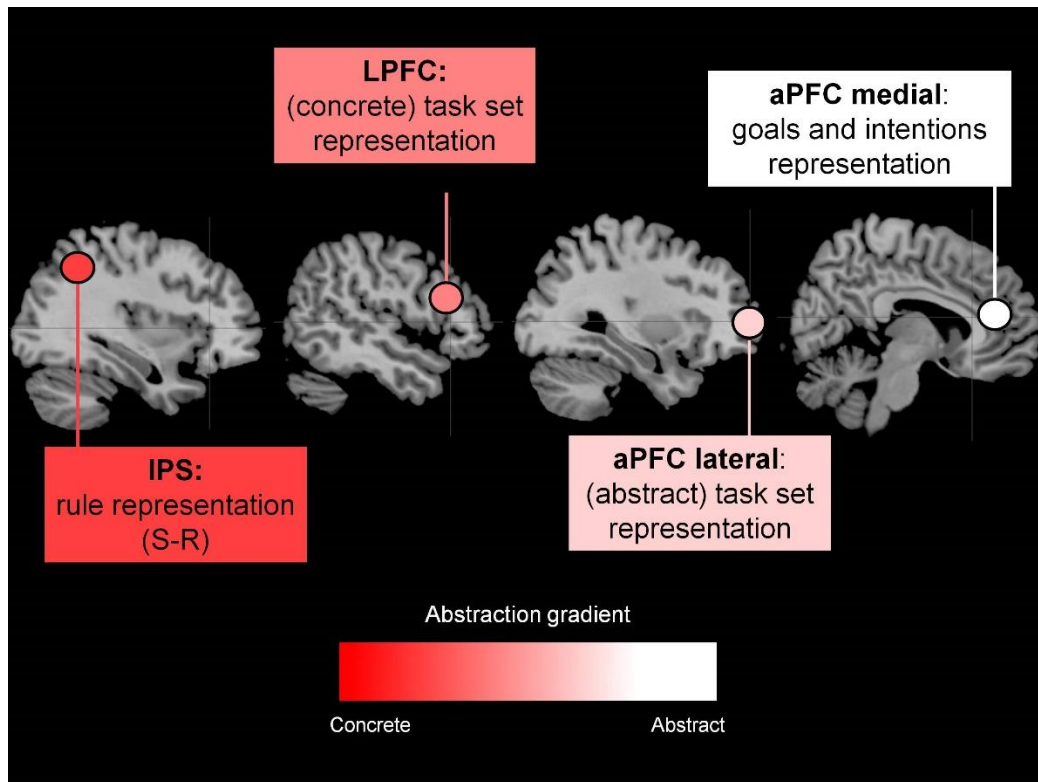 LPFC:
(concrete) task set
representation
aPFC medial:
goals and intentions
representation
IPS:
rule representation
(S-R)
aPFC lateral:
(abstract) task set
representation
Abstraction gradient
Concrete
Abstract